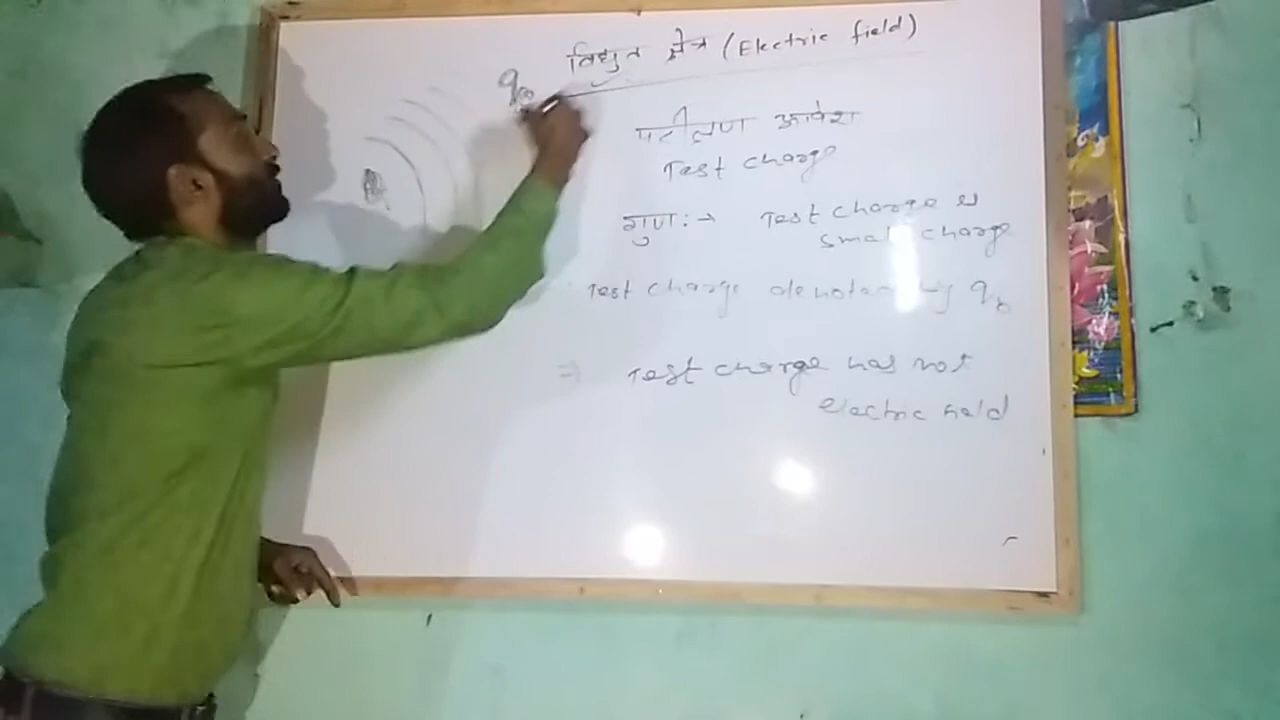 विद्युत क्षेत्र (Electric field)
q₀
परीक्षण आवेश
Test charge
गुण :→ Test charge is
small charge
Test charge denoted by q₀
⇒ Test charge has not
electric field